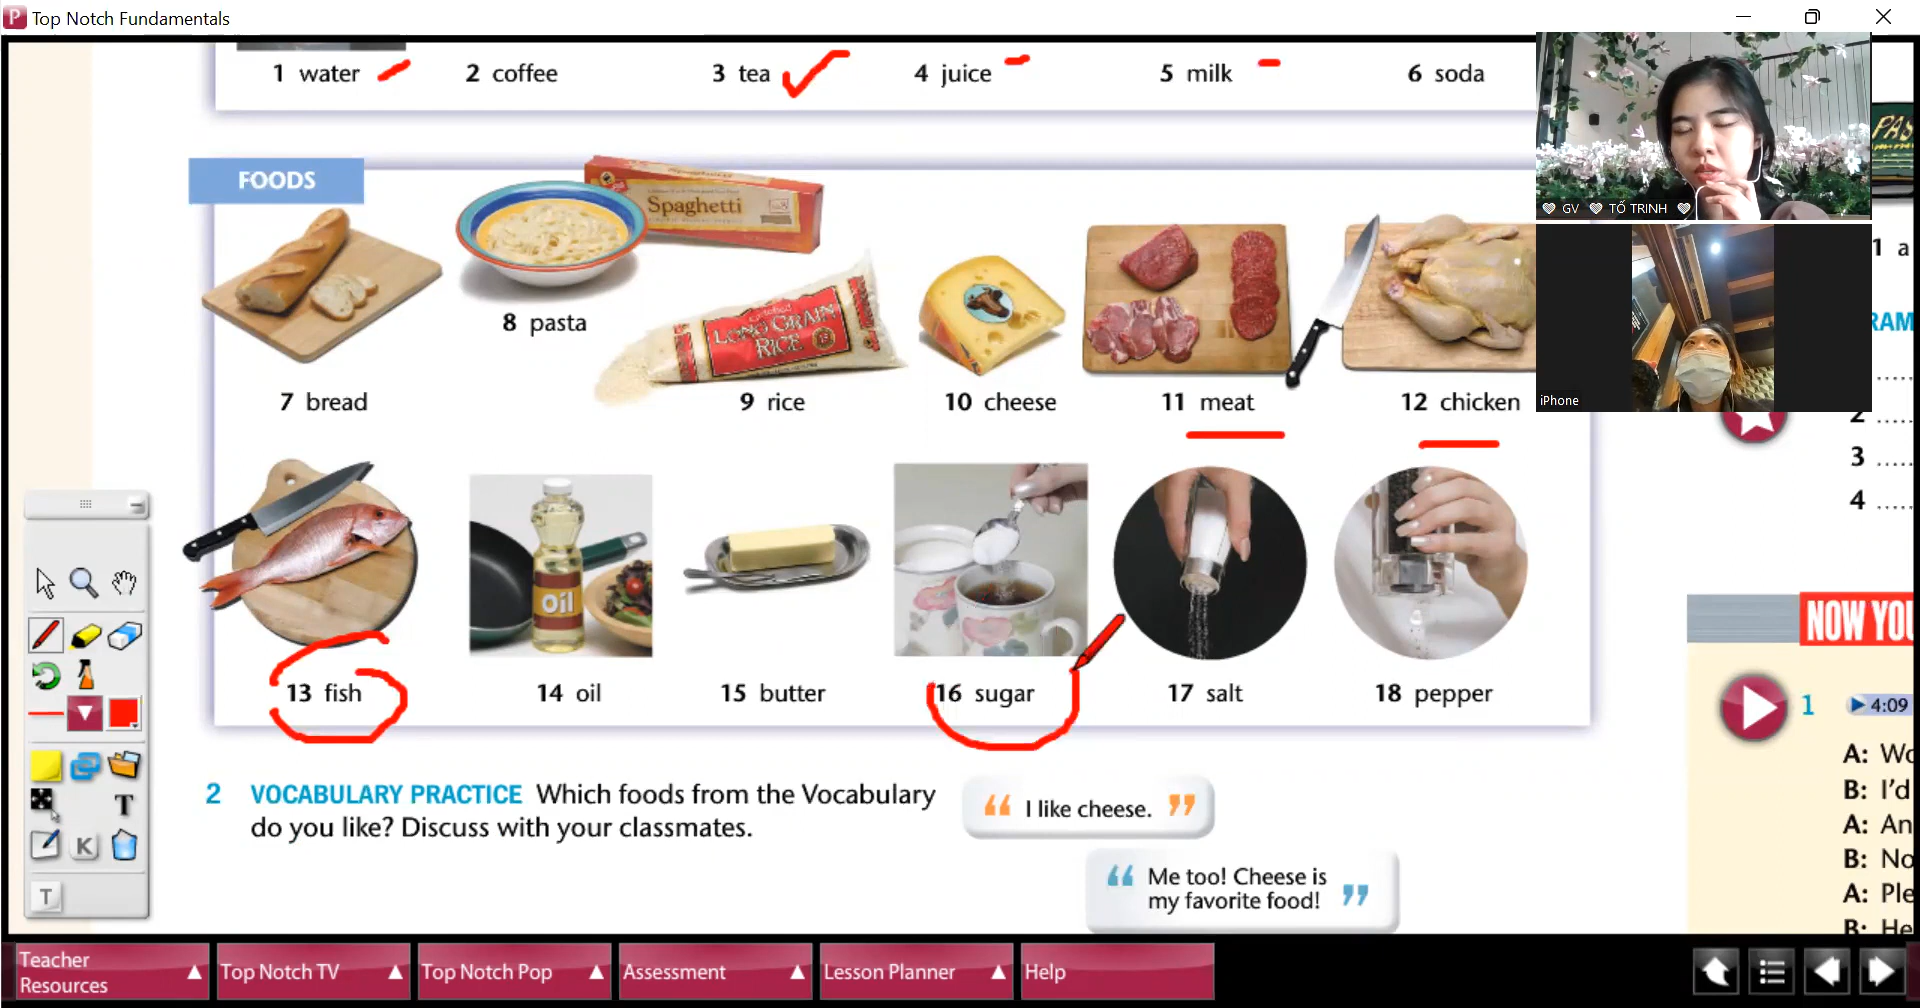 Top Notch Fundamentals
1 water
2 coffee
3 tea
4 juice
5 milk
6 soda
FOODS
Spaghetti
LONG GRAIN
RICE
7 bread
8 pasta
9 rice
10 cheese
11 meat
12 chicken
Oil
13 fish
14 oil
15 butter
16 sugar
17 salt
18 pepper
2 VOCABULARY PRACTICE Which foods from the Vocabulary
do you like? Discuss with your classmates.
“ I like cheese. ”
“ Me too! Cheese is
my favorite food! ”
GV TỐ TRINH
iPhone
PAS
1 a
RAM
2 ....
3 ....
4 ....
NOW YOU
1 4:09
A: Wo
B: I’d
A: An
B: No
A: Ple
B: He
K
T
T
Teacher
Resources
Top Notch TV
Top Notch Pop
Assessment
Lesson Planner
Help